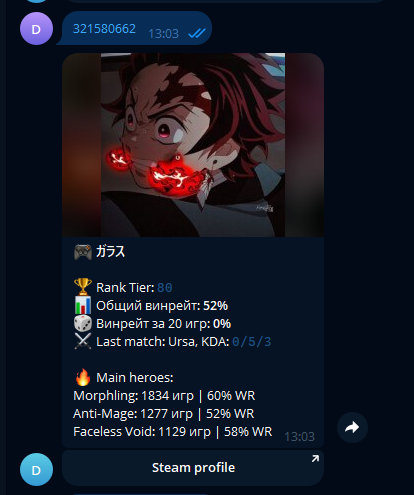 D
321580662 13:03
🎮 ガラス
🏆 Rank Tier: 80
📊 Общий винрейт: 52%
🎲 Винрейт за 20 игр: 0%
⚔ Last match: Ursa, KDA: 0/5/3
🔥 Main heroes:
Morphling: 1834 игр | 60% WR
Anti-Mage: 1277 игр | 52% WR
Faceless Void: 1129 игр | 58% WR 13:03
D
Steam profile